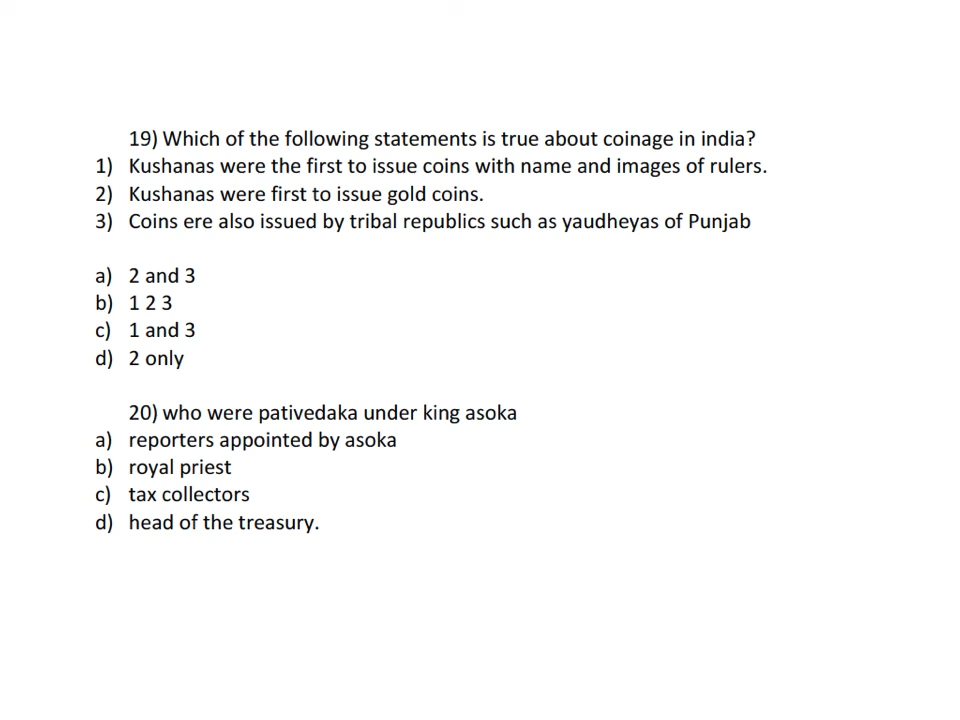 19) Which of the following statements is true about coinage in india?
1) Kushanas were the first to issue coins with name and images of rulers.
2) Kushanas were first to issue gold coins.
3) Coins ere also issued by tribal republics such as yaudheyas of Punjab
a) 2 and 3
b) 1 2 3
c) 1 and 3
d) 2 only
20) who were pativedaka under king asoka
a) reporters appointed by asoka
b) royal priest
c) tax collectors
d) head of the treasury.